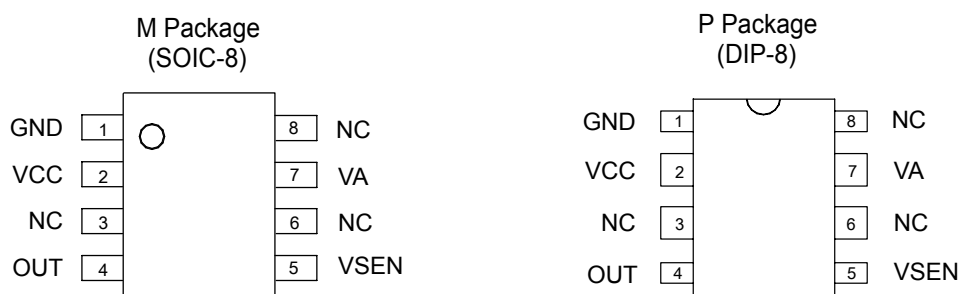 M Package
(SOIC-8)
GND 1 8 NC
VCC 2 7 VA
NC 3 6 NC
OUT 4 5 VSEN
P Package
(DIP-8)
GND 1 8 NC
VCC 2 7 VA
NC 3 6 NC
OUT 4 5 VSEN